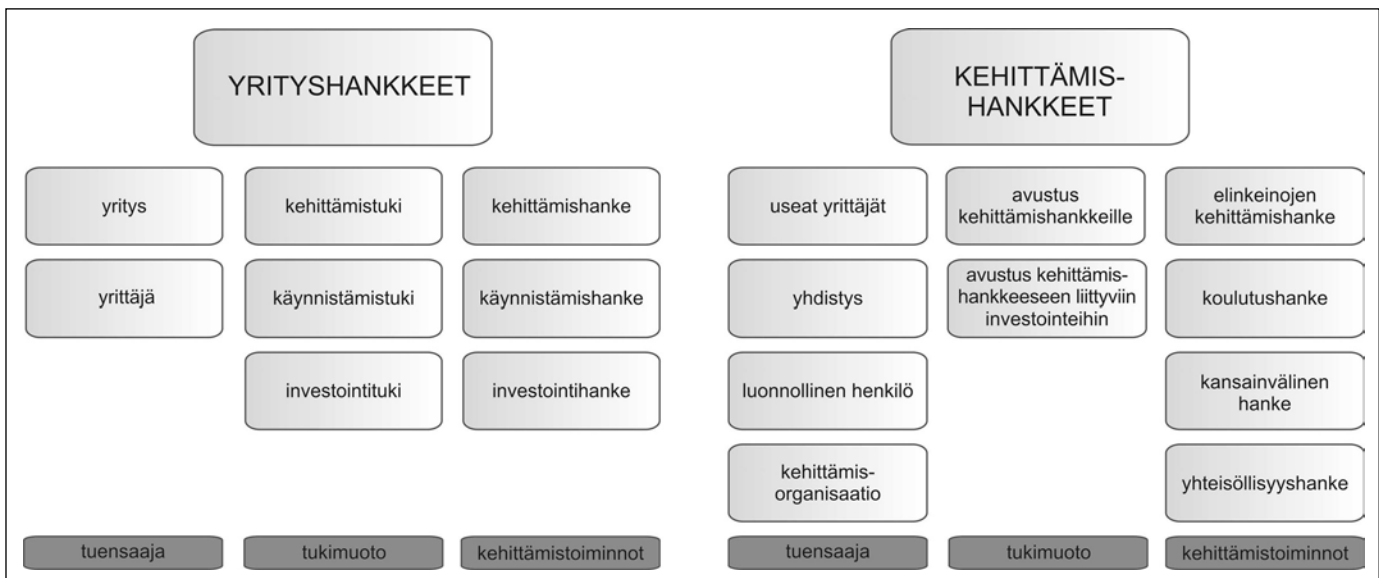 YRITYSHANKKEET
yritys
kehittämistuki
kehittämishanke
yrittäjä
käynnistämistuki
käynnistämishanke
investointituki
investointihanke
tuensaaja
tukimuoto
kehittämistoiminnot
KEHITTÄMIS-
HANKKEET
useat yrittäjät
avustus
kehittämishankkeille
elinkeinojen
kehittämishanke
yhdistys
avustus kehittämis-
hankkeeseen liittyviin
investointeihin
koulutushanke
luonnollinen henkilö
kansainvälinen
hanke
kehittämis-
organisaatio
yhteisöllisyyshanke
tuensaaja
tukimuoto
kehittämistoiminnot